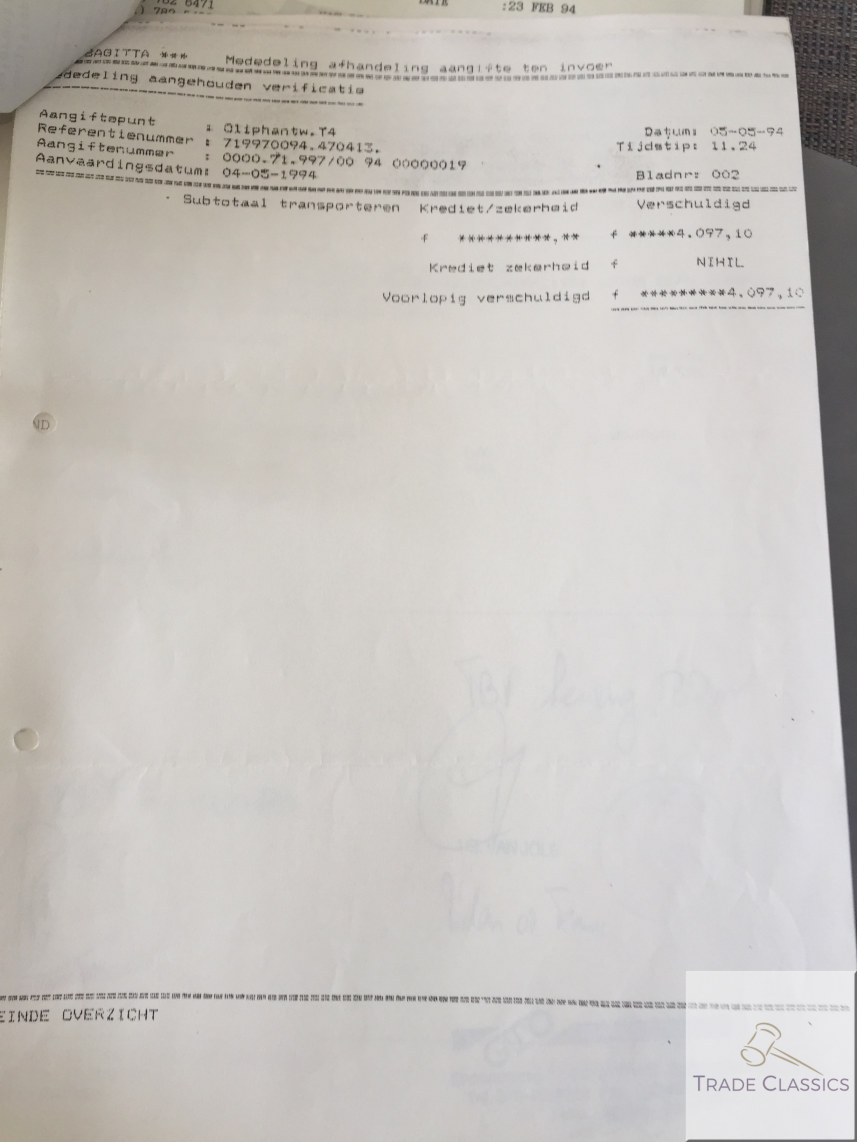 :23 FEB 94
SAGITTA *** Mededeling afhandeling aangifte ten invoer
Mededeling aangehouden verificatie
Aangiftepunt : Oliphantw.T4 Datum: 05-05-94
Referentienummer : 719970094.470413. Tijdstip: 11.24
Aangiftenummer : 0000.71.997/00 94 00000019
Aanvaardingsdatum: 04-05-1994 Bladnr: 002
Subtotaal transporteren Krediet/zekerheid Verschuldigd
f **********,** f *****4.097,10
Krediet zekerheid f NIHIL
Voorlopig verschuldigd f *********4.097,10
EINDE OVERZICHT
TRADE CLASSICS